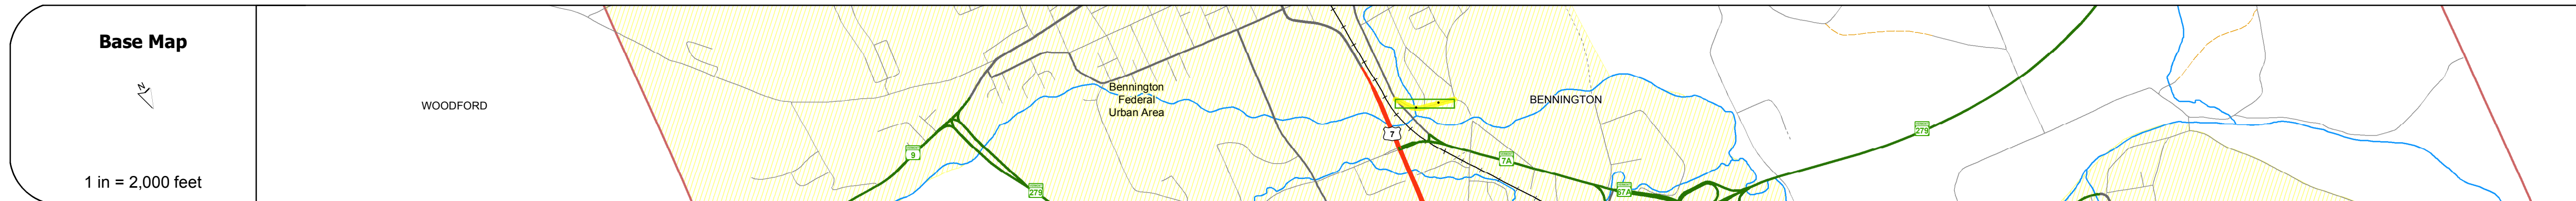 Base Map
N
1 in = 2,000 feet
WOODFORD
Bennington
Federal
Urban Area
BENNINGTON
9
279
7
7A
67A
279